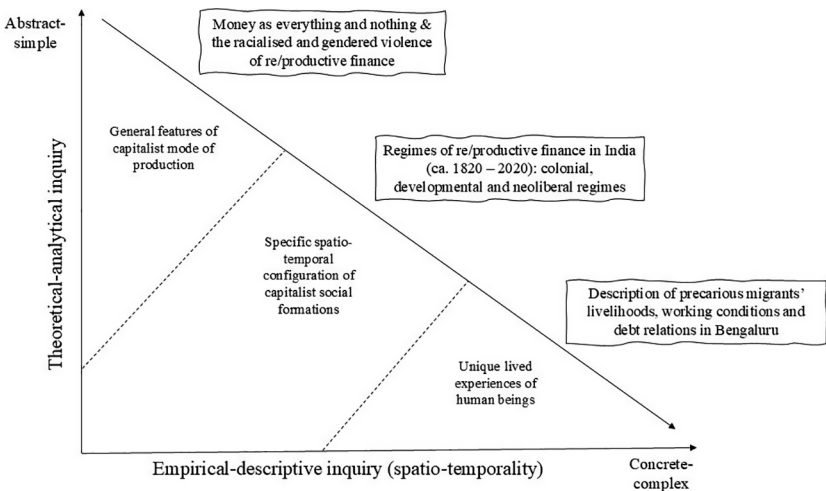 Abstract-
simple
Money as everything and nothing &
the racialised and gendered violence
of re/productive finance
General features of
capitalist mode of
production
Regimes of re/productive finance in India
(ca. 1820 – 2020): colonial,
developmental and neoliberal regimes
Theoretical-analytical inquiry
Specific spatio-
temporal
configuration of
capitalist social
formations
Description of precarious migrants’
livelihoods, working conditions and
debt relations in Bengaluru
Unique lived
experiences of
human beings
Empirical-descriptive inquiry (spatio-temporality)
Concrete-
complex